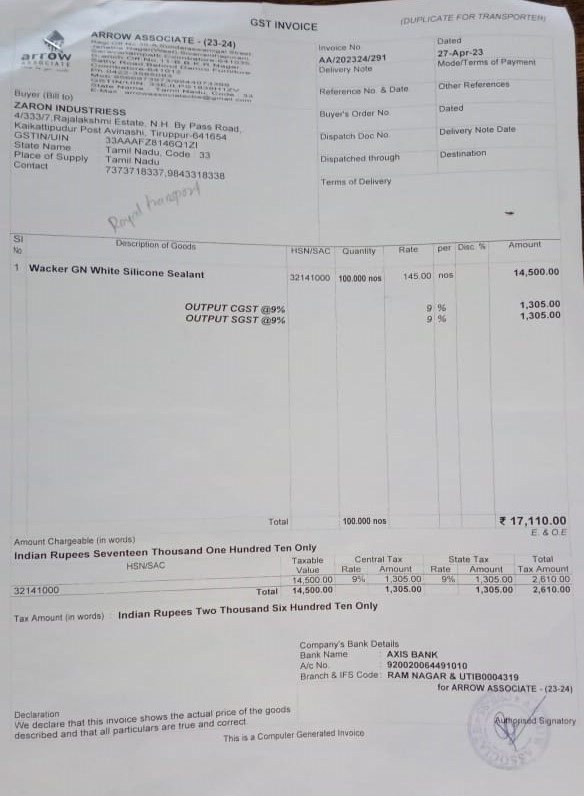 GST INVOICE
(DUPLICATE FOR TRANSPORTER)
arrow
ASSOCIATE
ARROW ASSOCIATE - (23-24)
Invoice No
AA/202324/291
Dated
27-Apr-23
Delivery Note
Mode/Terms of Payment
Reference No. & Date
Other References
Buyer's Order No.
Dated
Dispatch Doc No.
Delivery Note Date
Dispatched through
Destination
Terms of Delivery
Buyer (Bill to)
ZARON INDUSTRIESS
4/333/7,Rajalakshmi Estate, N.H. By Pass Road,
Kaikattipudur Post Avinashi, Tiruppur-641654
GSTIN/UIN 33AAAFZ8146Q1ZI
State Name Tamil Nadu, Code : 33
Place of Supply Tamil Nadu
Contact 7373718337,9843318338
Royal transport
Sl No Description of Goods HSN/SAC Quantity Rate per Disc. % Amount
1 Wacker GN White Silicone Sealant 32141000 100.000 nos 145.00 nos 14,500.00
OUTPUT CGST @9% 9 % 1,305.00
OUTPUT SGST @9% 9 % 1,305.00
Total 100.000 nos ₹ 17,110.00
Amount Chargeable (in words) E. & O.E
Indian Rupees Seventeen Thousand One Hundred Ten Only
HSN/SAC Taxable Value Central Tax Rate Amount State Tax Rate Amount Total Tax Amount
32141000 14,500.00 9% 1,305.00 9% 1,305.00 2,610.00
Total 14,500.00 1,305.00 1,305.00 2,610.00
Tax Amount (in words) : Indian Rupees Two Thousand Six Hundred Ten Only
Company's Bank Details
Bank Name : AXIS BANK
A/c No. : 920020064491010
Branch & IFS Code: RAM NAGAR & UTIB0004319
for ARROW ASSOCIATE - (23-24)
Declaration
We declare that this invoice shows the actual price of the goods
described and that all particulars are true and correct.
Authorised Signatory
This is a Computer Generated Invoice